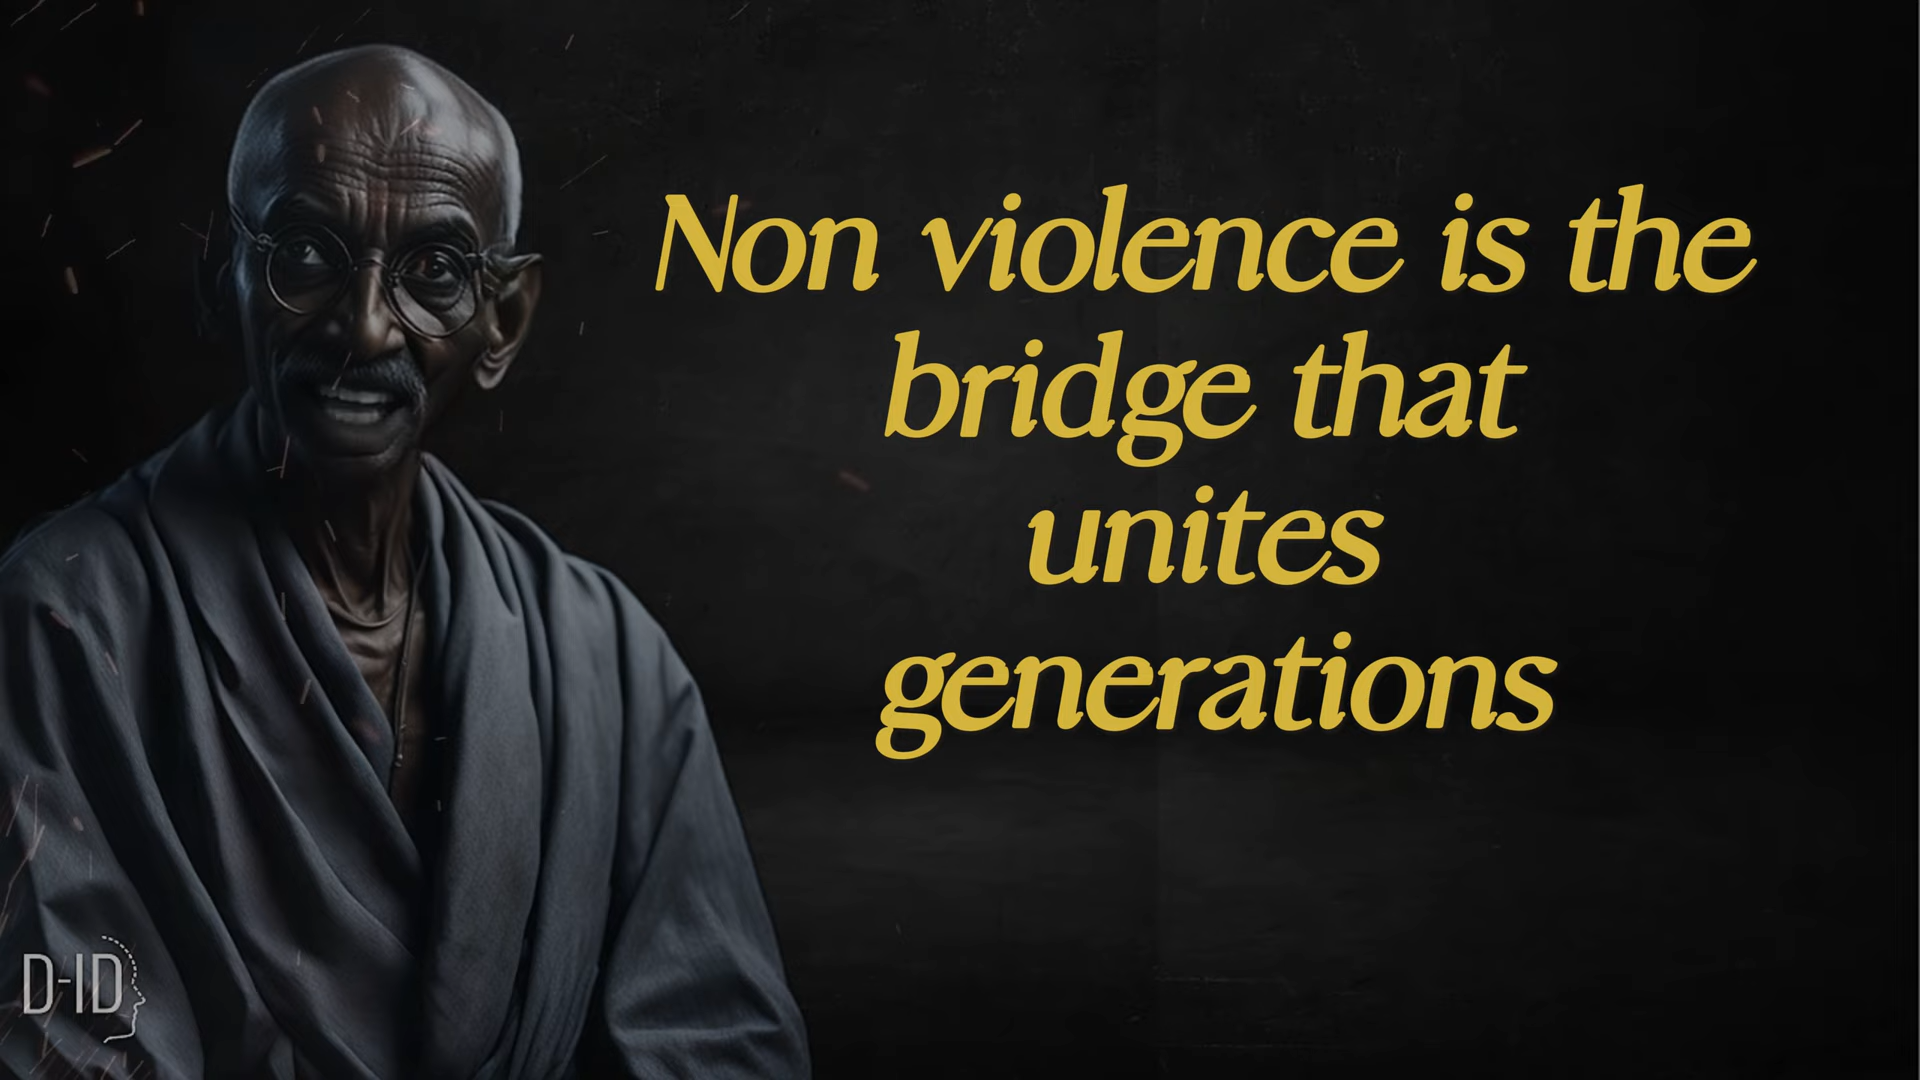 Non violence is the
bridge that
unites
generations
D-ID